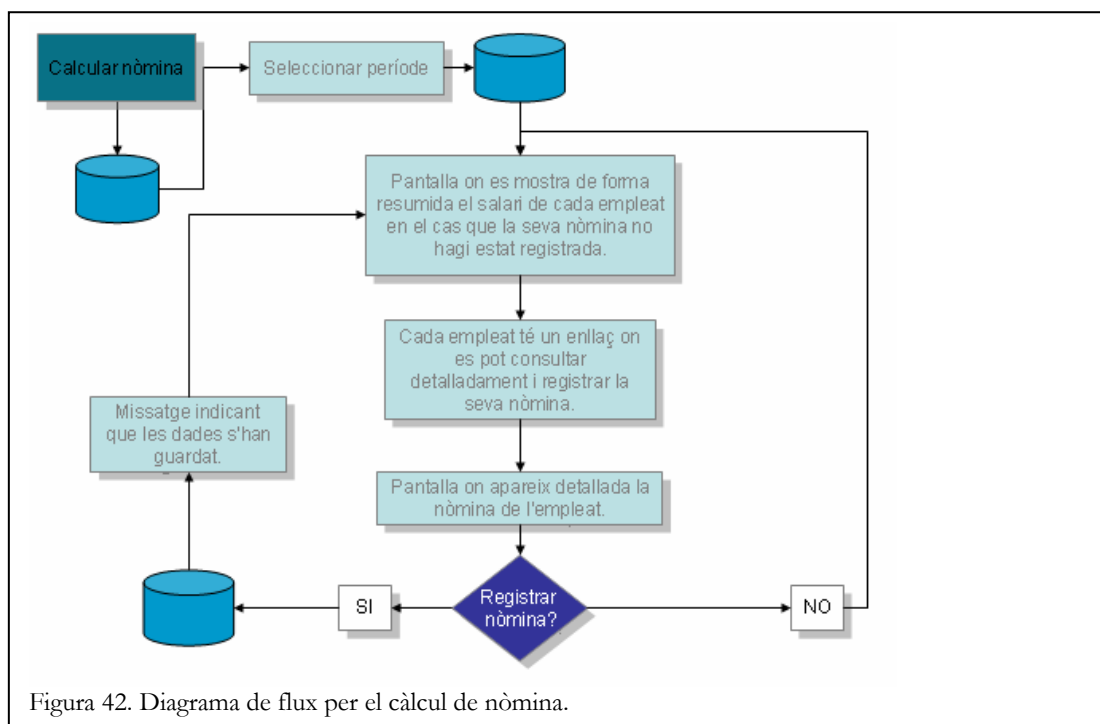 Calcular nòmina
Seleccionar període
Pantalla on es mostra de forma
resumida el salari de cada empleat
en el cas que la seva nòmina no
hagi estat registrada.
Cada empleat té un enllaç on
es pot consultar
detalladament i registrar la
seva nòmina.
Missatge indicant
que les dades s'han
guardat.
Pantalla on apareix detallada la
nòmina de l'empleat.
SI
Registrar
nòmina?
NO
Figura 42. Diagrama de flux per el càlcul de nòmina.